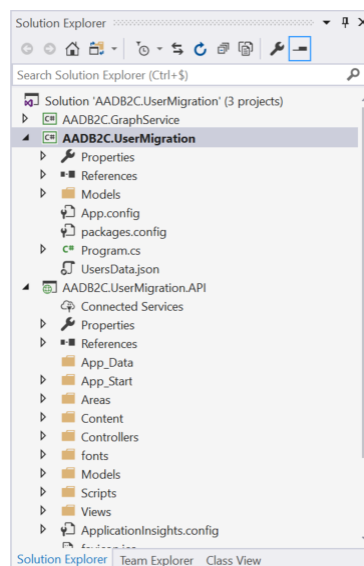 Solution Explorer
Search Solution Explorer (Ctrl+$)
Solution 'AADB2C.UserMigration' (3 projects)
C# AADB2C.GraphService
C# AADB2C.UserMigration
Properties
References
Models
App.config
packages.config
C# Program.cs
UsersData.json
AADB2C.UserMigration.API
Connected Services
Properties
References
App_Data
App_Start
Areas
Content
Controllers
fonts
Models
Scripts
Views
ApplicationInsights.config
Solution Explorer Team Explorer Class View